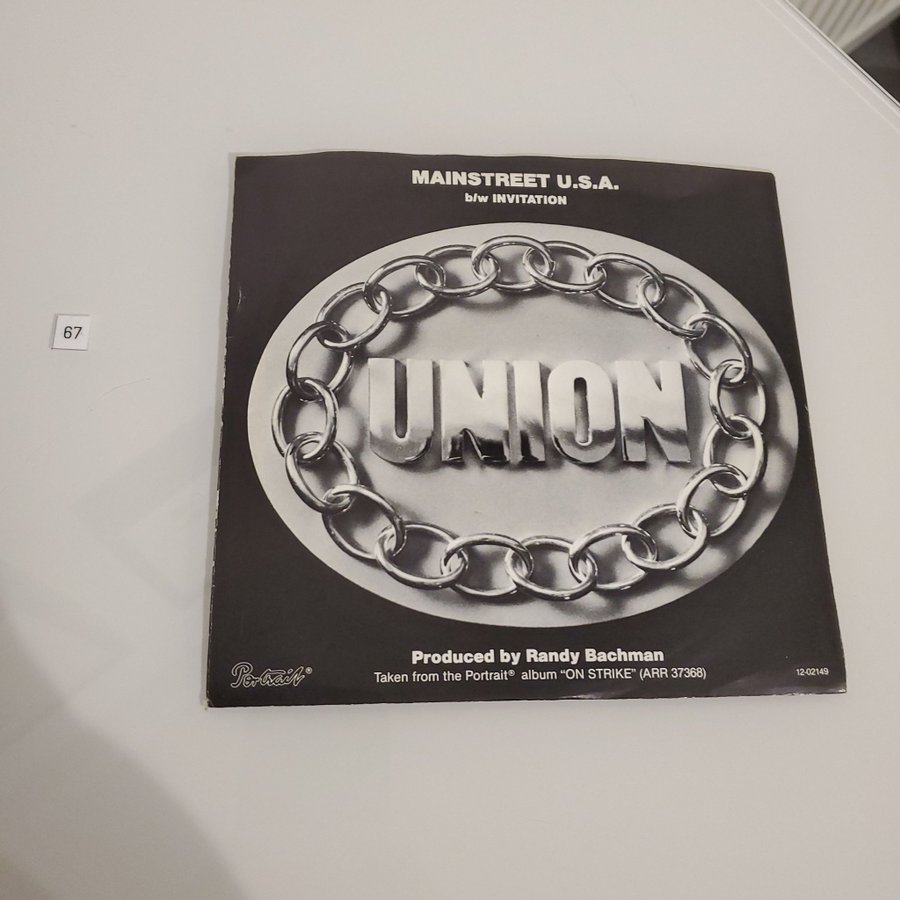 MAINSTREET U.S.A.
b/w INVITATION
67
UNION
Produced by Randy Bachman
Portrait®
Taken from the Portrait® album "ON STRIKE" (ARR 37368)
12-02149